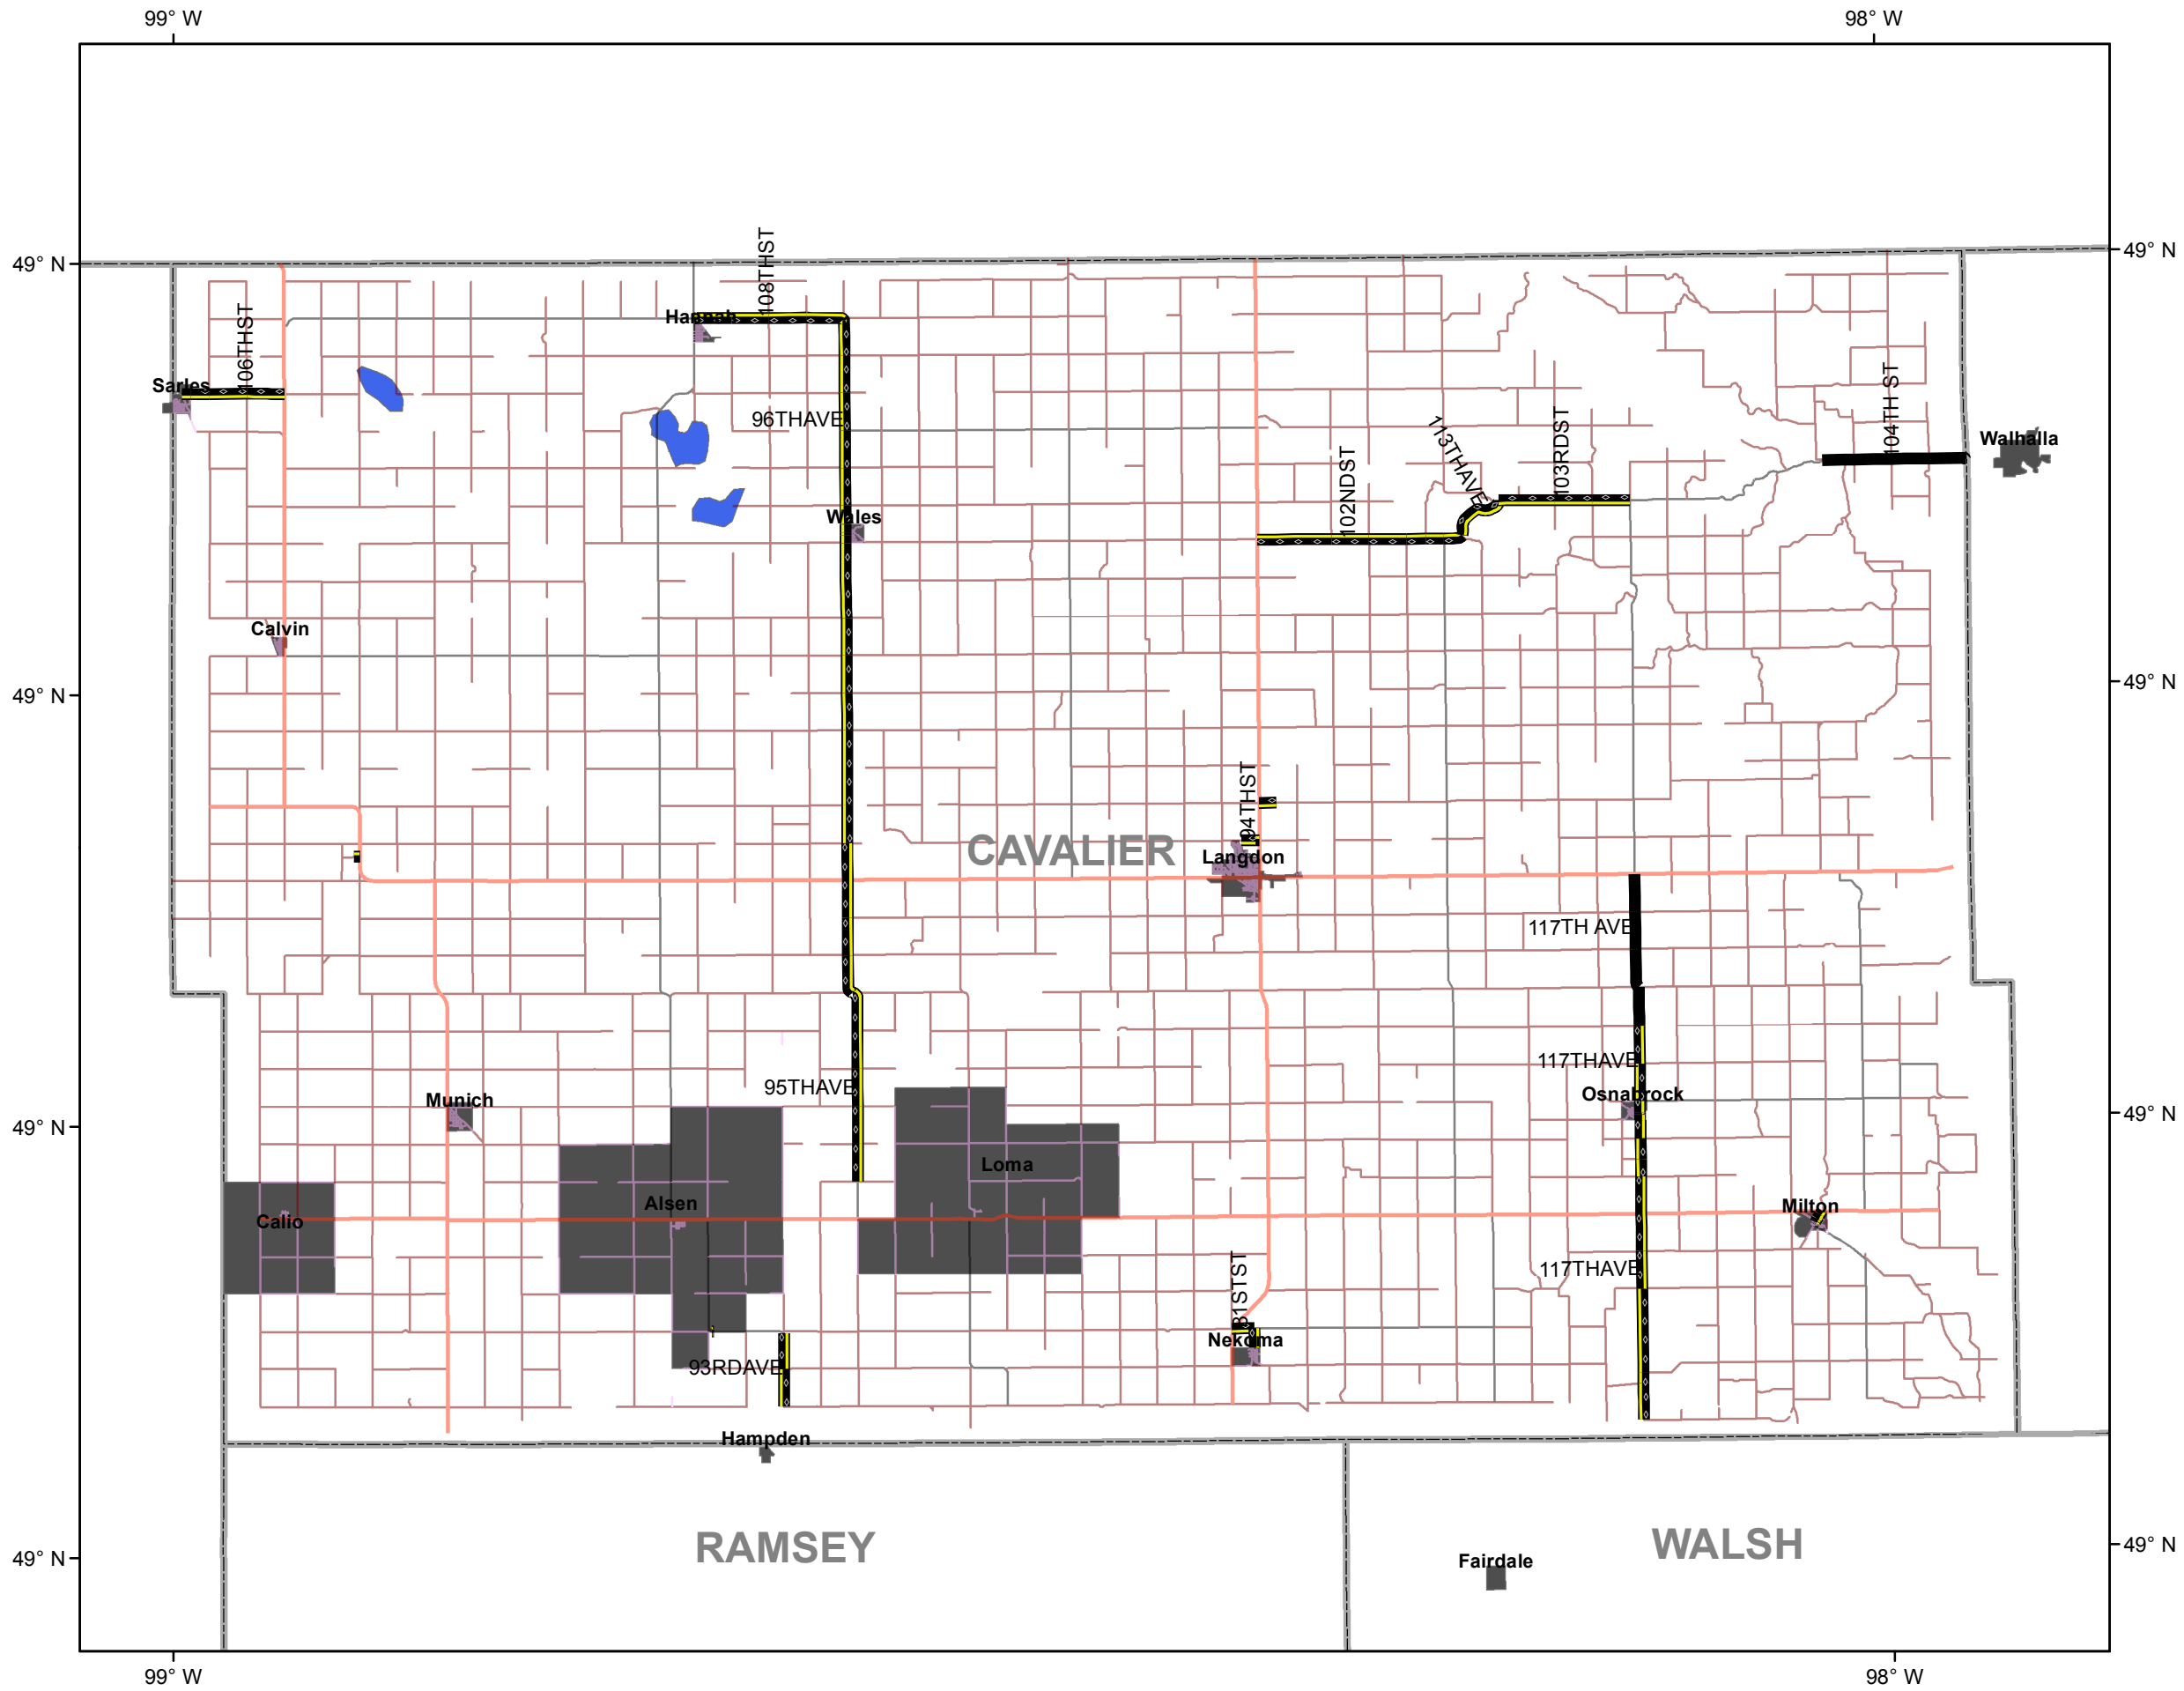 99° W
98° W
49° N
49° N
108THST
106THST
Hannah
Sarles
96THAVE
104TH ST
Walhalla
113THAVE
103RDST
102NDST
Wales
Calvin
49° N
49° N
94THST
CAVALIER
Langdon
117TH AVE
117THAVE
95THAVE
Osnabrock
Munich
49° N
49° N
Loma
Alsen
Milton
Calio
117THAVE
81STST
Nekoma
93RDAVE
Hampden
RAMSEY
WALSH
Fairdale
49° N
49° N
99° W
98° W